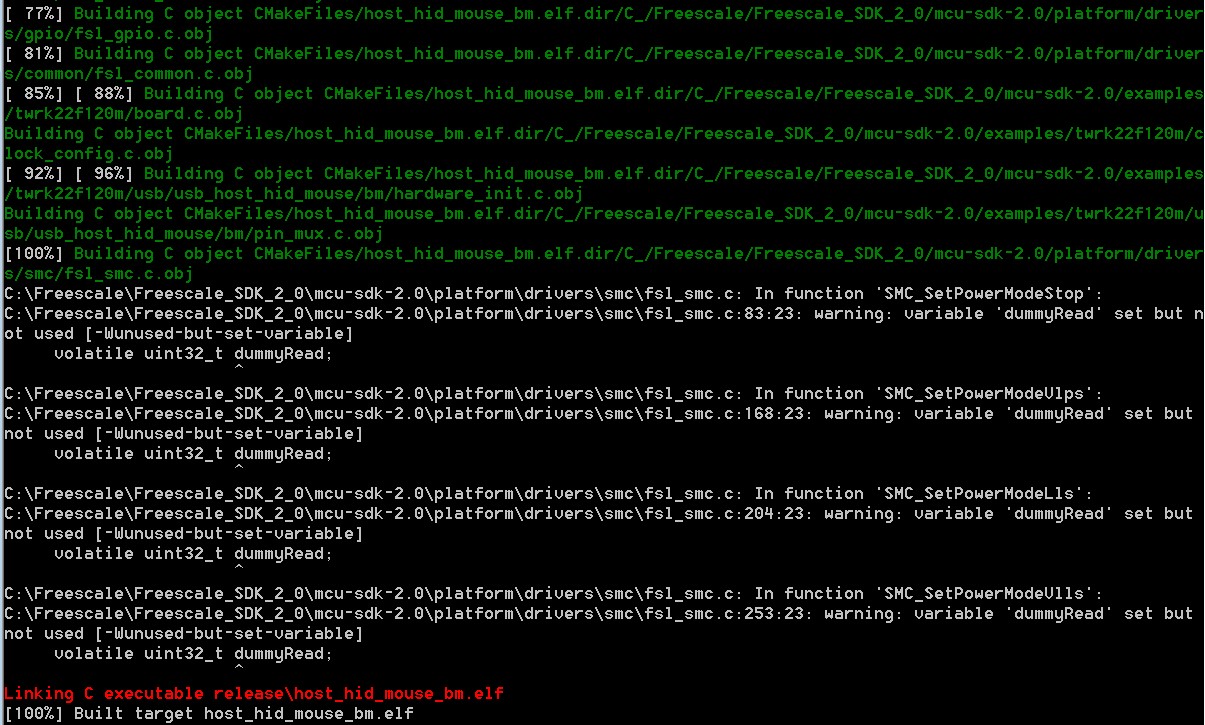 [ 77%] Building C object CMakeFiles/host_hid_mouse_bm.elf.dir/C_/Freescale/Freescale_SDK_2_0/mcu-sdk-2.0/platform/driver
s/gpio/fsl_gpio.c.obj
[ 81%] Building C object CMakeFiles/host_hid_mouse_bm.elf.dir/C_/Freescale/Freescale_SDK_2_0/mcu-sdk-2.0/platform/driver
s/common/fsl_common.c.obj
[ 85%] [ 88%] Building C object CMakeFiles/host_hid_mouse_bm.elf.dir/C_/Freescale/Freescale_SDK_2_0/mcu-sdk-2.0/examples
/twrk22f120m/board.c.obj
Building C object CMakeFiles/host_hid_mouse_bm.elf.dir/C_/Freescale/Freescale_SDK_2_0/mcu-sdk-2.0/examples/twrk22f120m/c
lock_config.c.obj
[ 92%] [ 96%] Building C object CMakeFiles/host_hid_mouse_bm.elf.dir/C_/Freescale/Freescale_SDK_2_0/mcu-sdk-2.0/examples
/twrk22f120m/usb/usb_host_hid_mouse/bm/hardware_init.c.obj
Building C object CMakeFiles/host_hid_mouse_bm.elf.dir/C_/Freescale/Freescale_SDK_2_0/mcu-sdk-2.0/examples/twrk22f120m/u
sb/usb_host_hid_mouse/bm/pin_mux.c.obj
[100%] Building C object CMakeFiles/host_hid_mouse_bm.elf.dir/C_/Freescale/Freescale_SDK_2_0/mcu-sdk-2.0/platform/driver
s/smc/fsl_smc.c.obj
C:\Freescale\Freescale_SDK_2_0\mcu-sdk-2.0\platform\drivers\smc\fsl_smc.c: In function 'SMC_SetPowerModeStop':
C:\Freescale\Freescale_SDK_2_0\mcu-sdk-2.0\platform\drivers\smc\fsl_smc.c:83:23: warning: variable 'dummyRead' set but n
ot used [-Wunused-but-set-variable]
     volatile uint32_t dummyRead;
                       ^
C:\Freescale\Freescale_SDK_2_0\mcu-sdk-2.0\platform\drivers\smc\fsl_smc.c: In function 'SMC_SetPowerModeVlps':
C:\Freescale\Freescale_SDK_2_0\mcu-sdk-2.0\platform\drivers\smc\fsl_smc.c:168:23: warning: variable 'dummyRead' set but
not used [-Wunused-but-set-variable]
     volatile uint32_t dummyRead;
                       ^
C:\Freescale\Freescale_SDK_2_0\mcu-sdk-2.0\platform\drivers\smc\fsl_smc.c: In function 'SMC_SetPowerModeLls':
C:\Freescale\Freescale_SDK_2_0\mcu-sdk-2.0\platform\drivers\smc\fsl_smc.c:204:23: warning: variable 'dummyRead' set but
not used [-Wunused-but-set-variable]
     volatile uint32_t dummyRead;
                       ^
C:\Freescale\Freescale_SDK_2_0\mcu-sdk-2.0\platform\drivers\smc\fsl_smc.c: In function 'SMC_SetPowerModeVlls':
C:\Freescale\Freescale_SDK_2_0\mcu-sdk-2.0\platform\drivers\smc\fsl_smc.c:253:23: warning: variable 'dummyRead' set but
not used [-Wunused-but-set-variable]
     volatile uint32_t dummyRead;
                       ^
Linking C executable release\host_hid_mouse_bm.elf
[100%] Built target host_hid_mouse_bm.elf